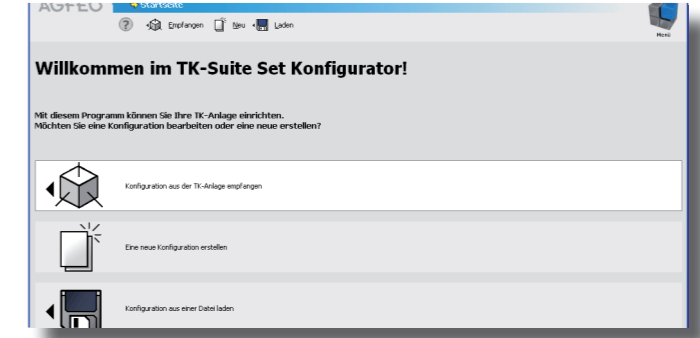 AGFEO
Startseite
? Empfangen Neu Laden
Menü
Willkommen im TK-Suite Set Konfigurator!
Mit diesem Programm können Sie Ihre TK-Anlage einrichten.
Möchten Sie eine Konfiguration bearbeiten oder eine neue erstellen?
Konfiguration aus der TK-Anlage empfangen
Eine neue Konfiguration erstellen
Konfiguration aus einer Datei laden